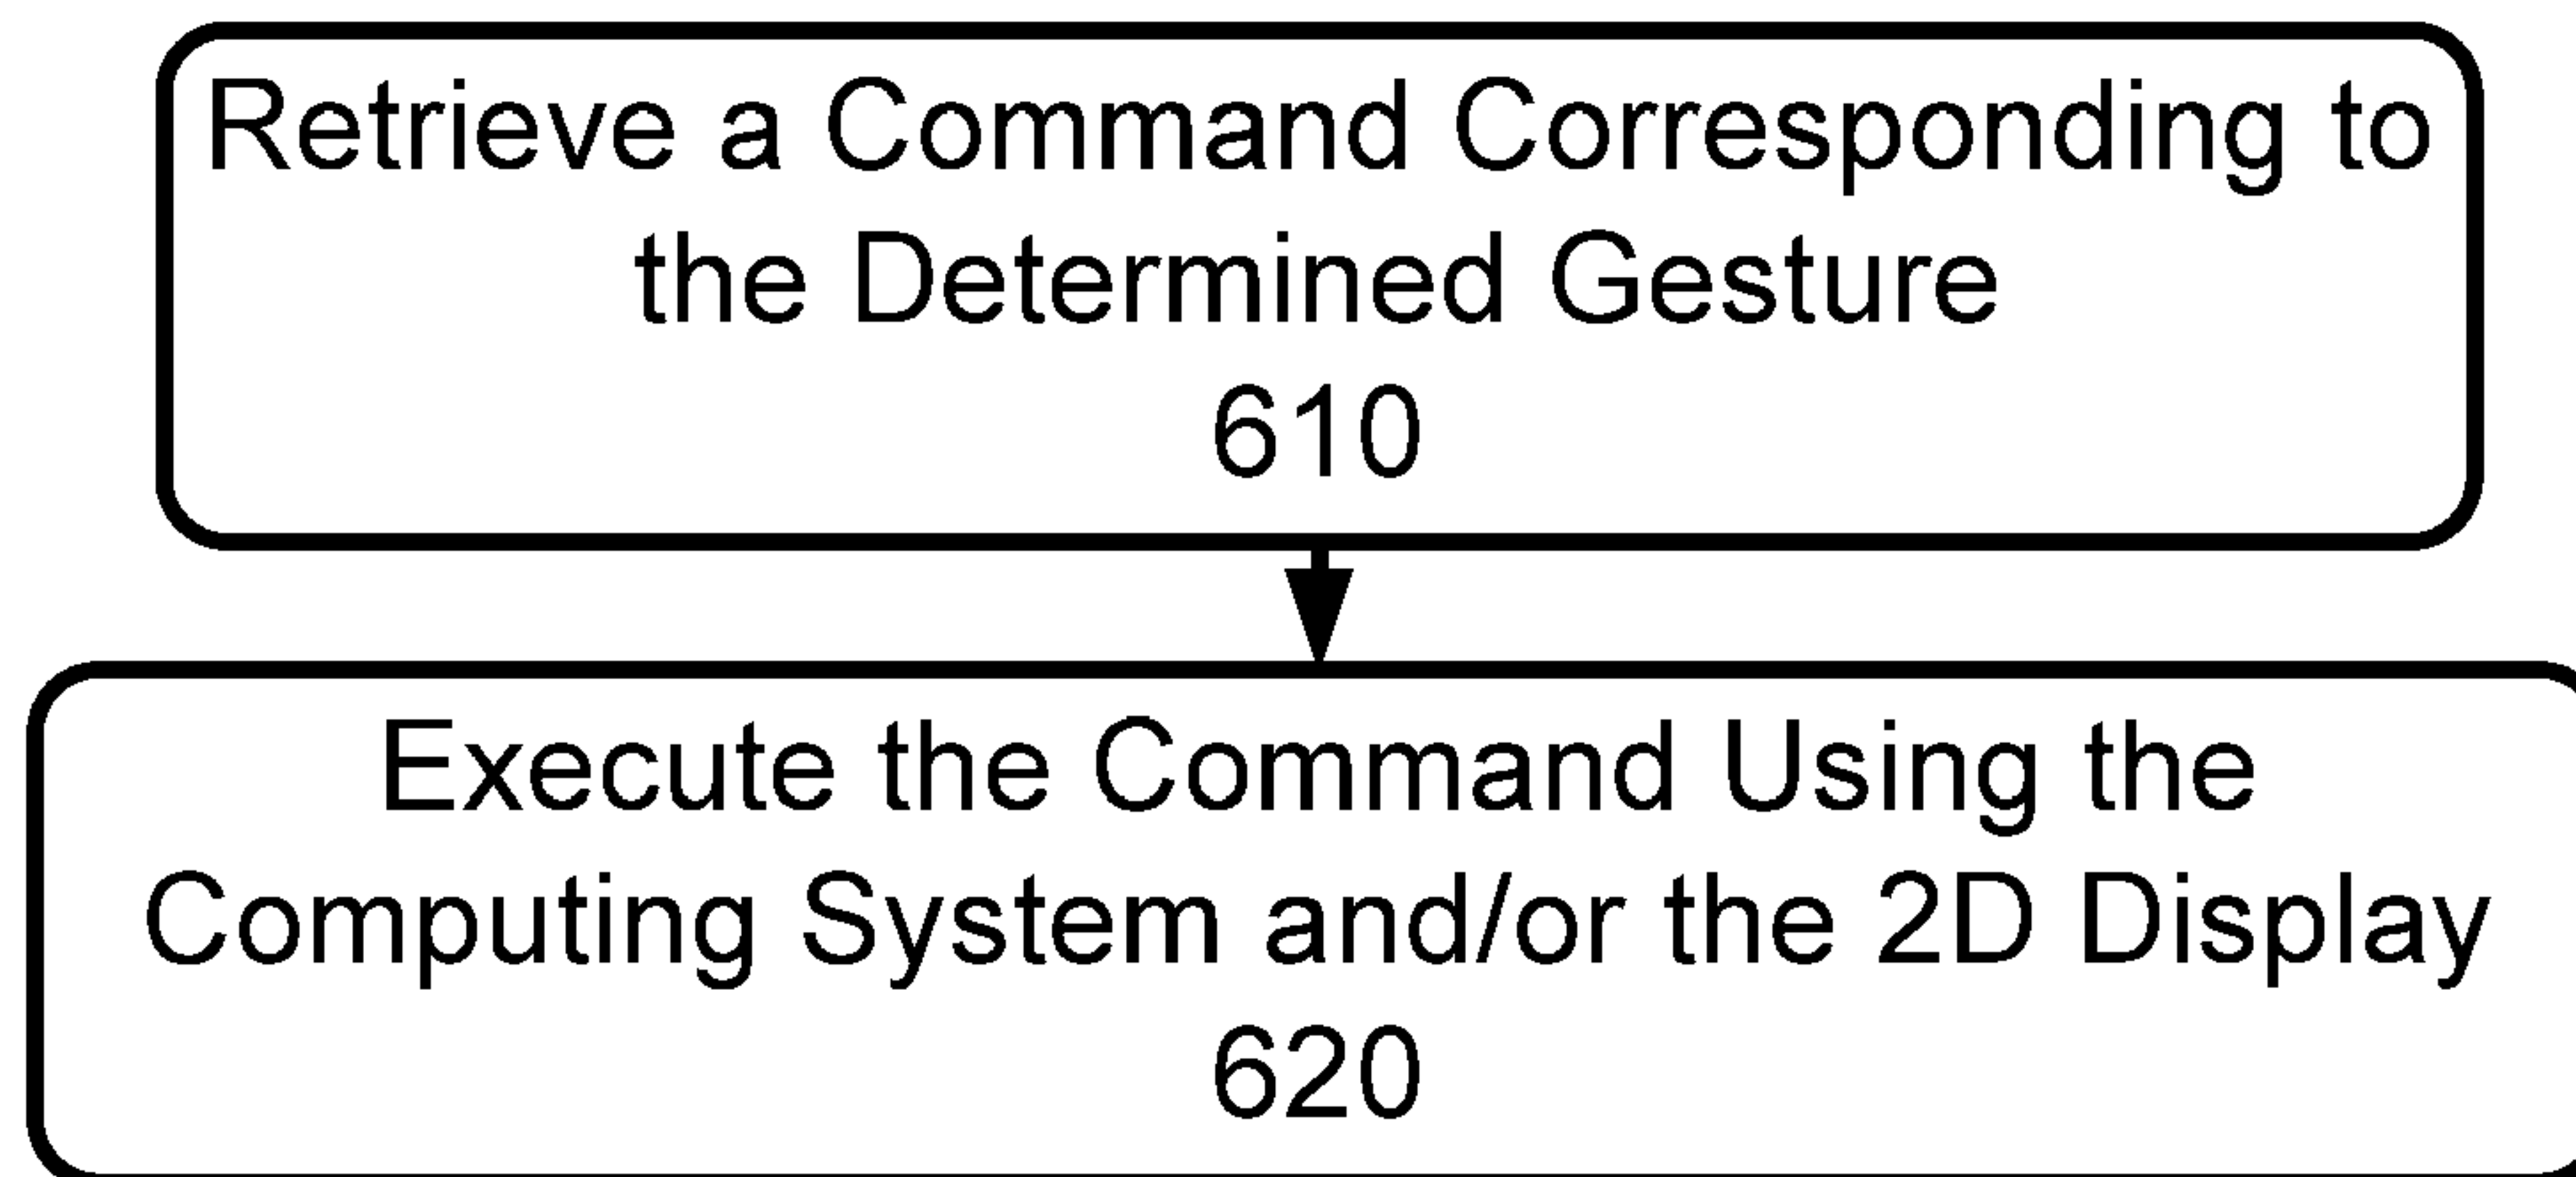 Retrieve a Command Corresponding to
the Determined Gesture
610
Execute the Command Using the
Computing System and/or the 2D Display
620